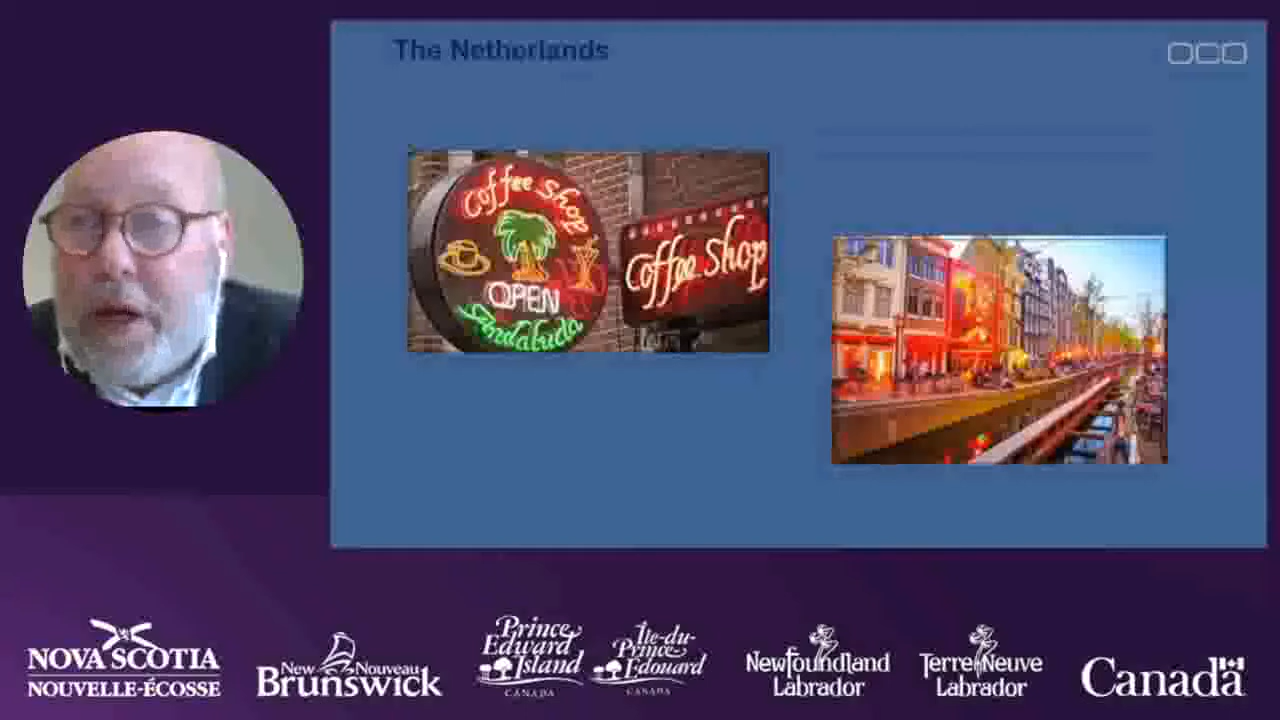 The Netherlands
OCO
Coffee Shop
OPEN
Coffee Shop
NOVA SCOTIA
NOUVELLE-ÉCOSSE
New Nouveau
Brunswick
Prince
Edward
Island
CANADA
Île-du-
Prince
Édouard
CANADA
Newfoundland
Labrador
Terre Neuve
Labrador
Canada